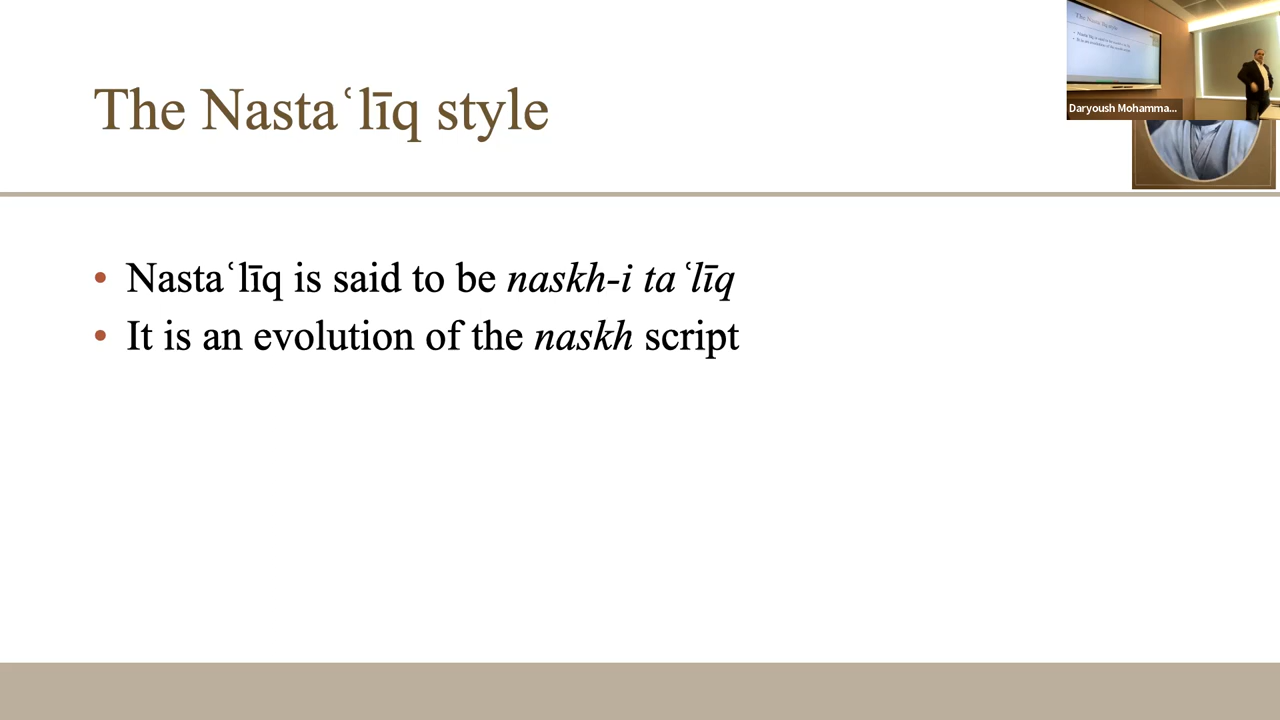 The Nastaʿlīq style
Daryoush Mohamma...
• Nastaʿlīq is said to be naskh-i taʿlīq
• It is an evolution of the naskh script